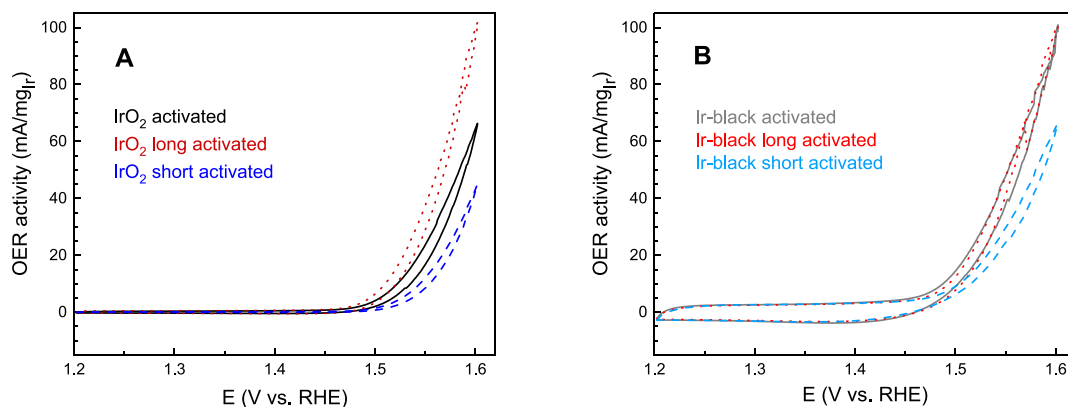 A
IrO₂ activated
IrO₂ long activated
IrO₂ short activated
OER activity (mA/mg_Ir)
100
80
60
40
20
0
1.2 1.3 1.4 1.5 1.6
E (V vs. RHE)
B
Ir-black activated
Ir-black long activated
Ir-black short activated
OER activity (mA/mg_Ir)
100
80
60
40
20
0
1.2 1.3 1.4 1.5 1.6
E (V vs. RHE)